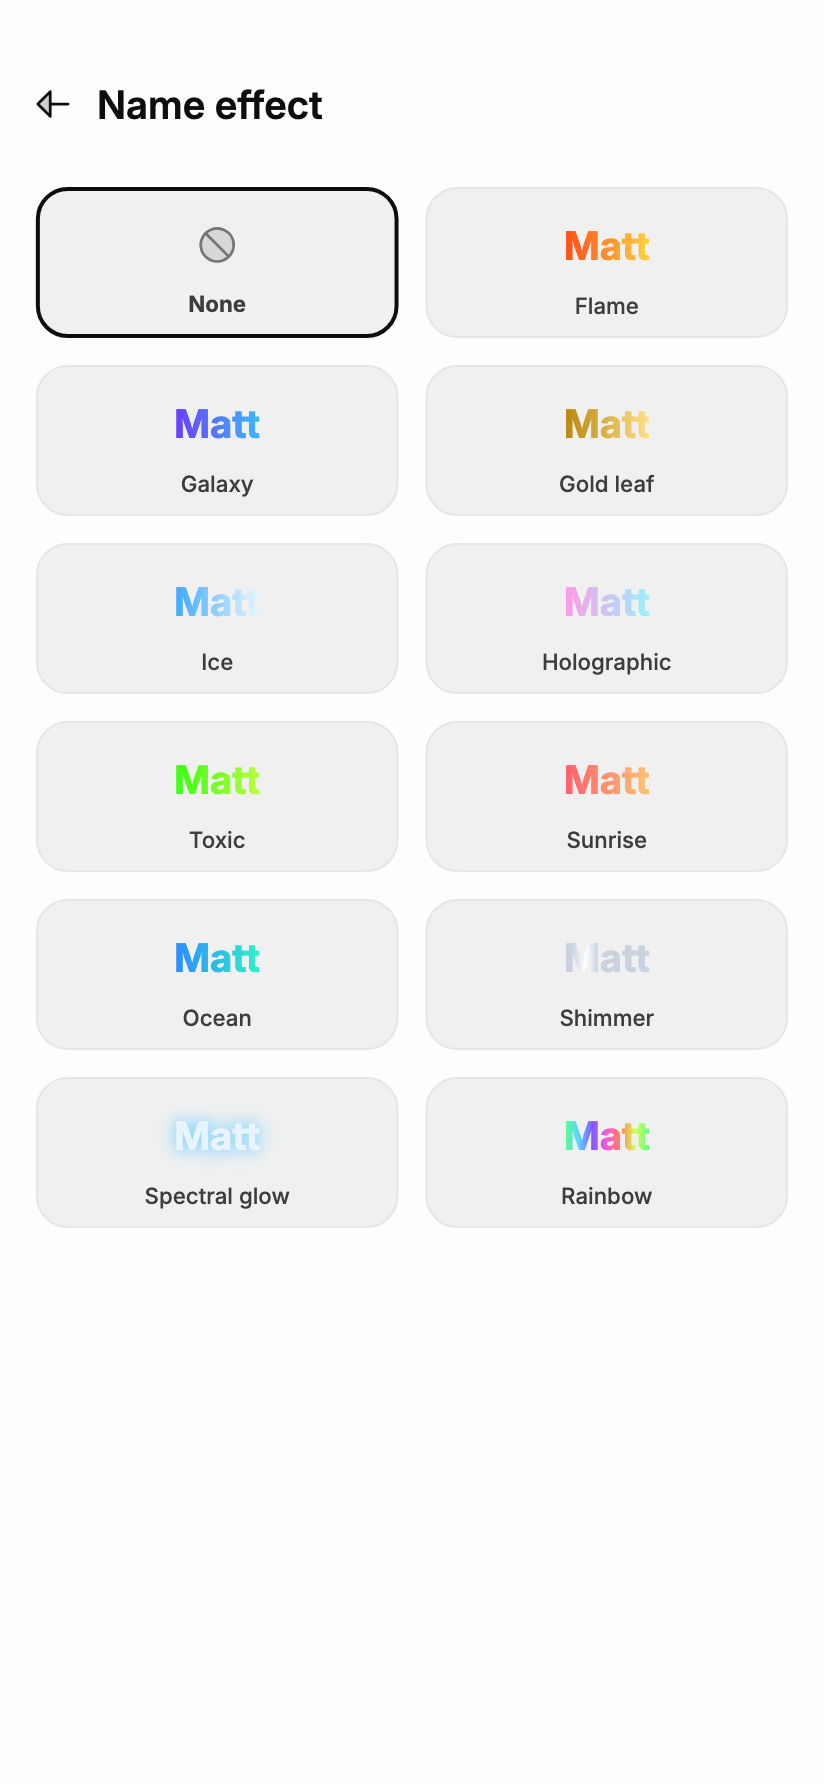 Name effect
None
Matt
Flame
Matt
Galaxy
Matt
Gold leaf
Matt
Ice
Matt
Holographic
Matt
Toxic
Matt
Sunrise
Matt
Ocean
Matt
Shimmer
Matt
Spectral glow
Matt
Rainbow